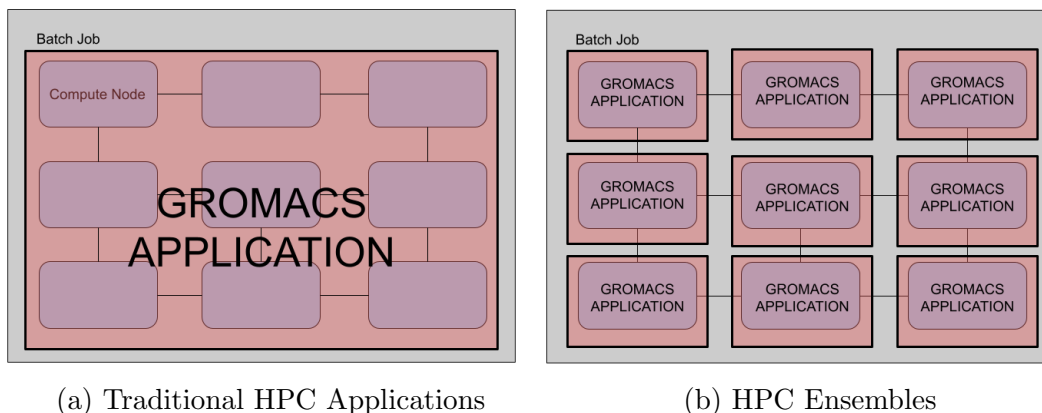 Batch Job
Compute Node
GROMACS
APPLICATION
(a) Traditional HPC Applications
Batch Job
GROMACS
APPLICATION
GROMACS
APPLICATION
GROMACS
APPLICATION
GROMACS
APPLICATION
GROMACS
APPLICATION
GROMACS
APPLICATION
GROMACS
APPLICATION
GROMACS
APPLICATION
GROMACS
APPLICATION
(b) HPC Ensembles